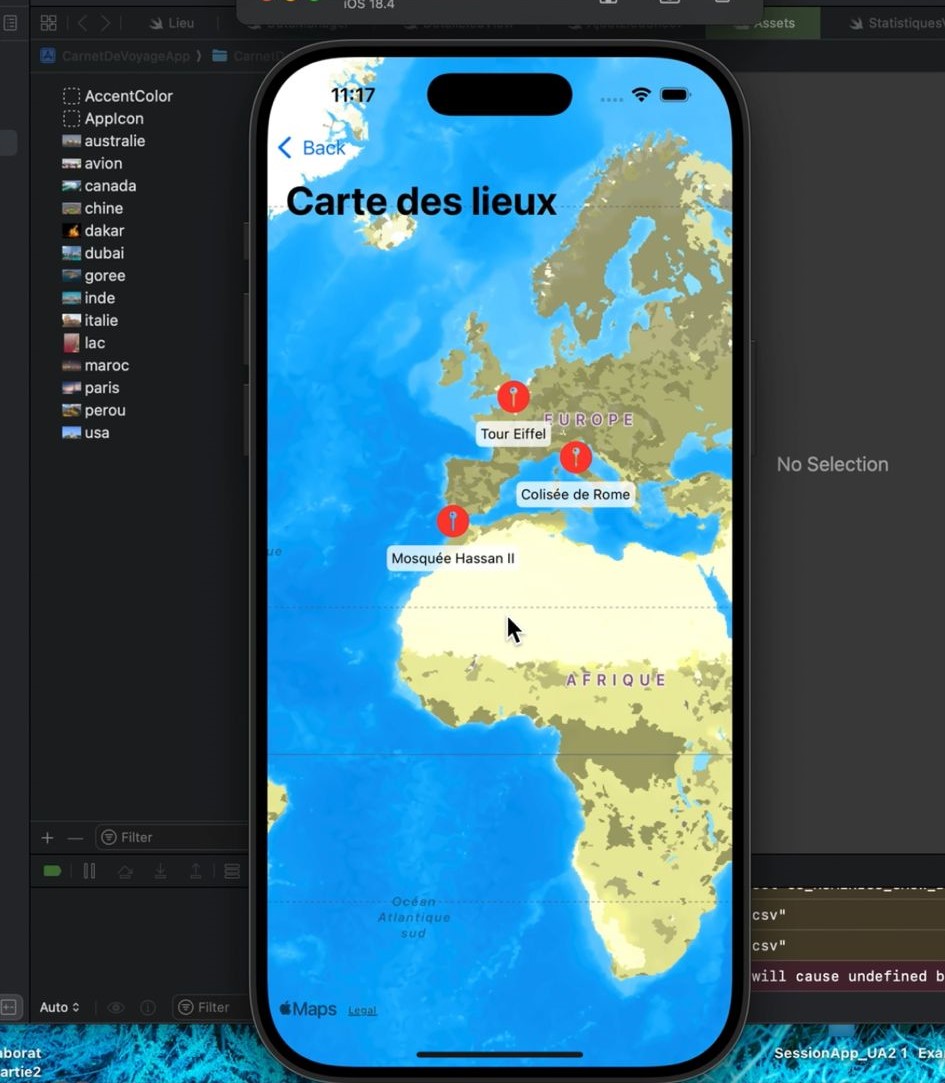 iOS 18.4
Lieu
Assets
Statistiques
CarnetDeVoyageApp
CarnetD
AccentColor
AppIcon
australie
avion
canada
chine
dakar
dubai
goree
inde
italie
lac
maroc
paris
perou
usa
11:17
Back
Carte des lieux
EUROPE
Tour Eiffel
Colisée de Rome
Mosquée Hassan II
ue
AFRIQUE
Océan
Atlantique
sud
Maps
Legal
No Selection
Filter
csv"
csv"
will cause undefined b
Auto
Filter
aborat
artie2
SessionApp_UA2 1
Exa